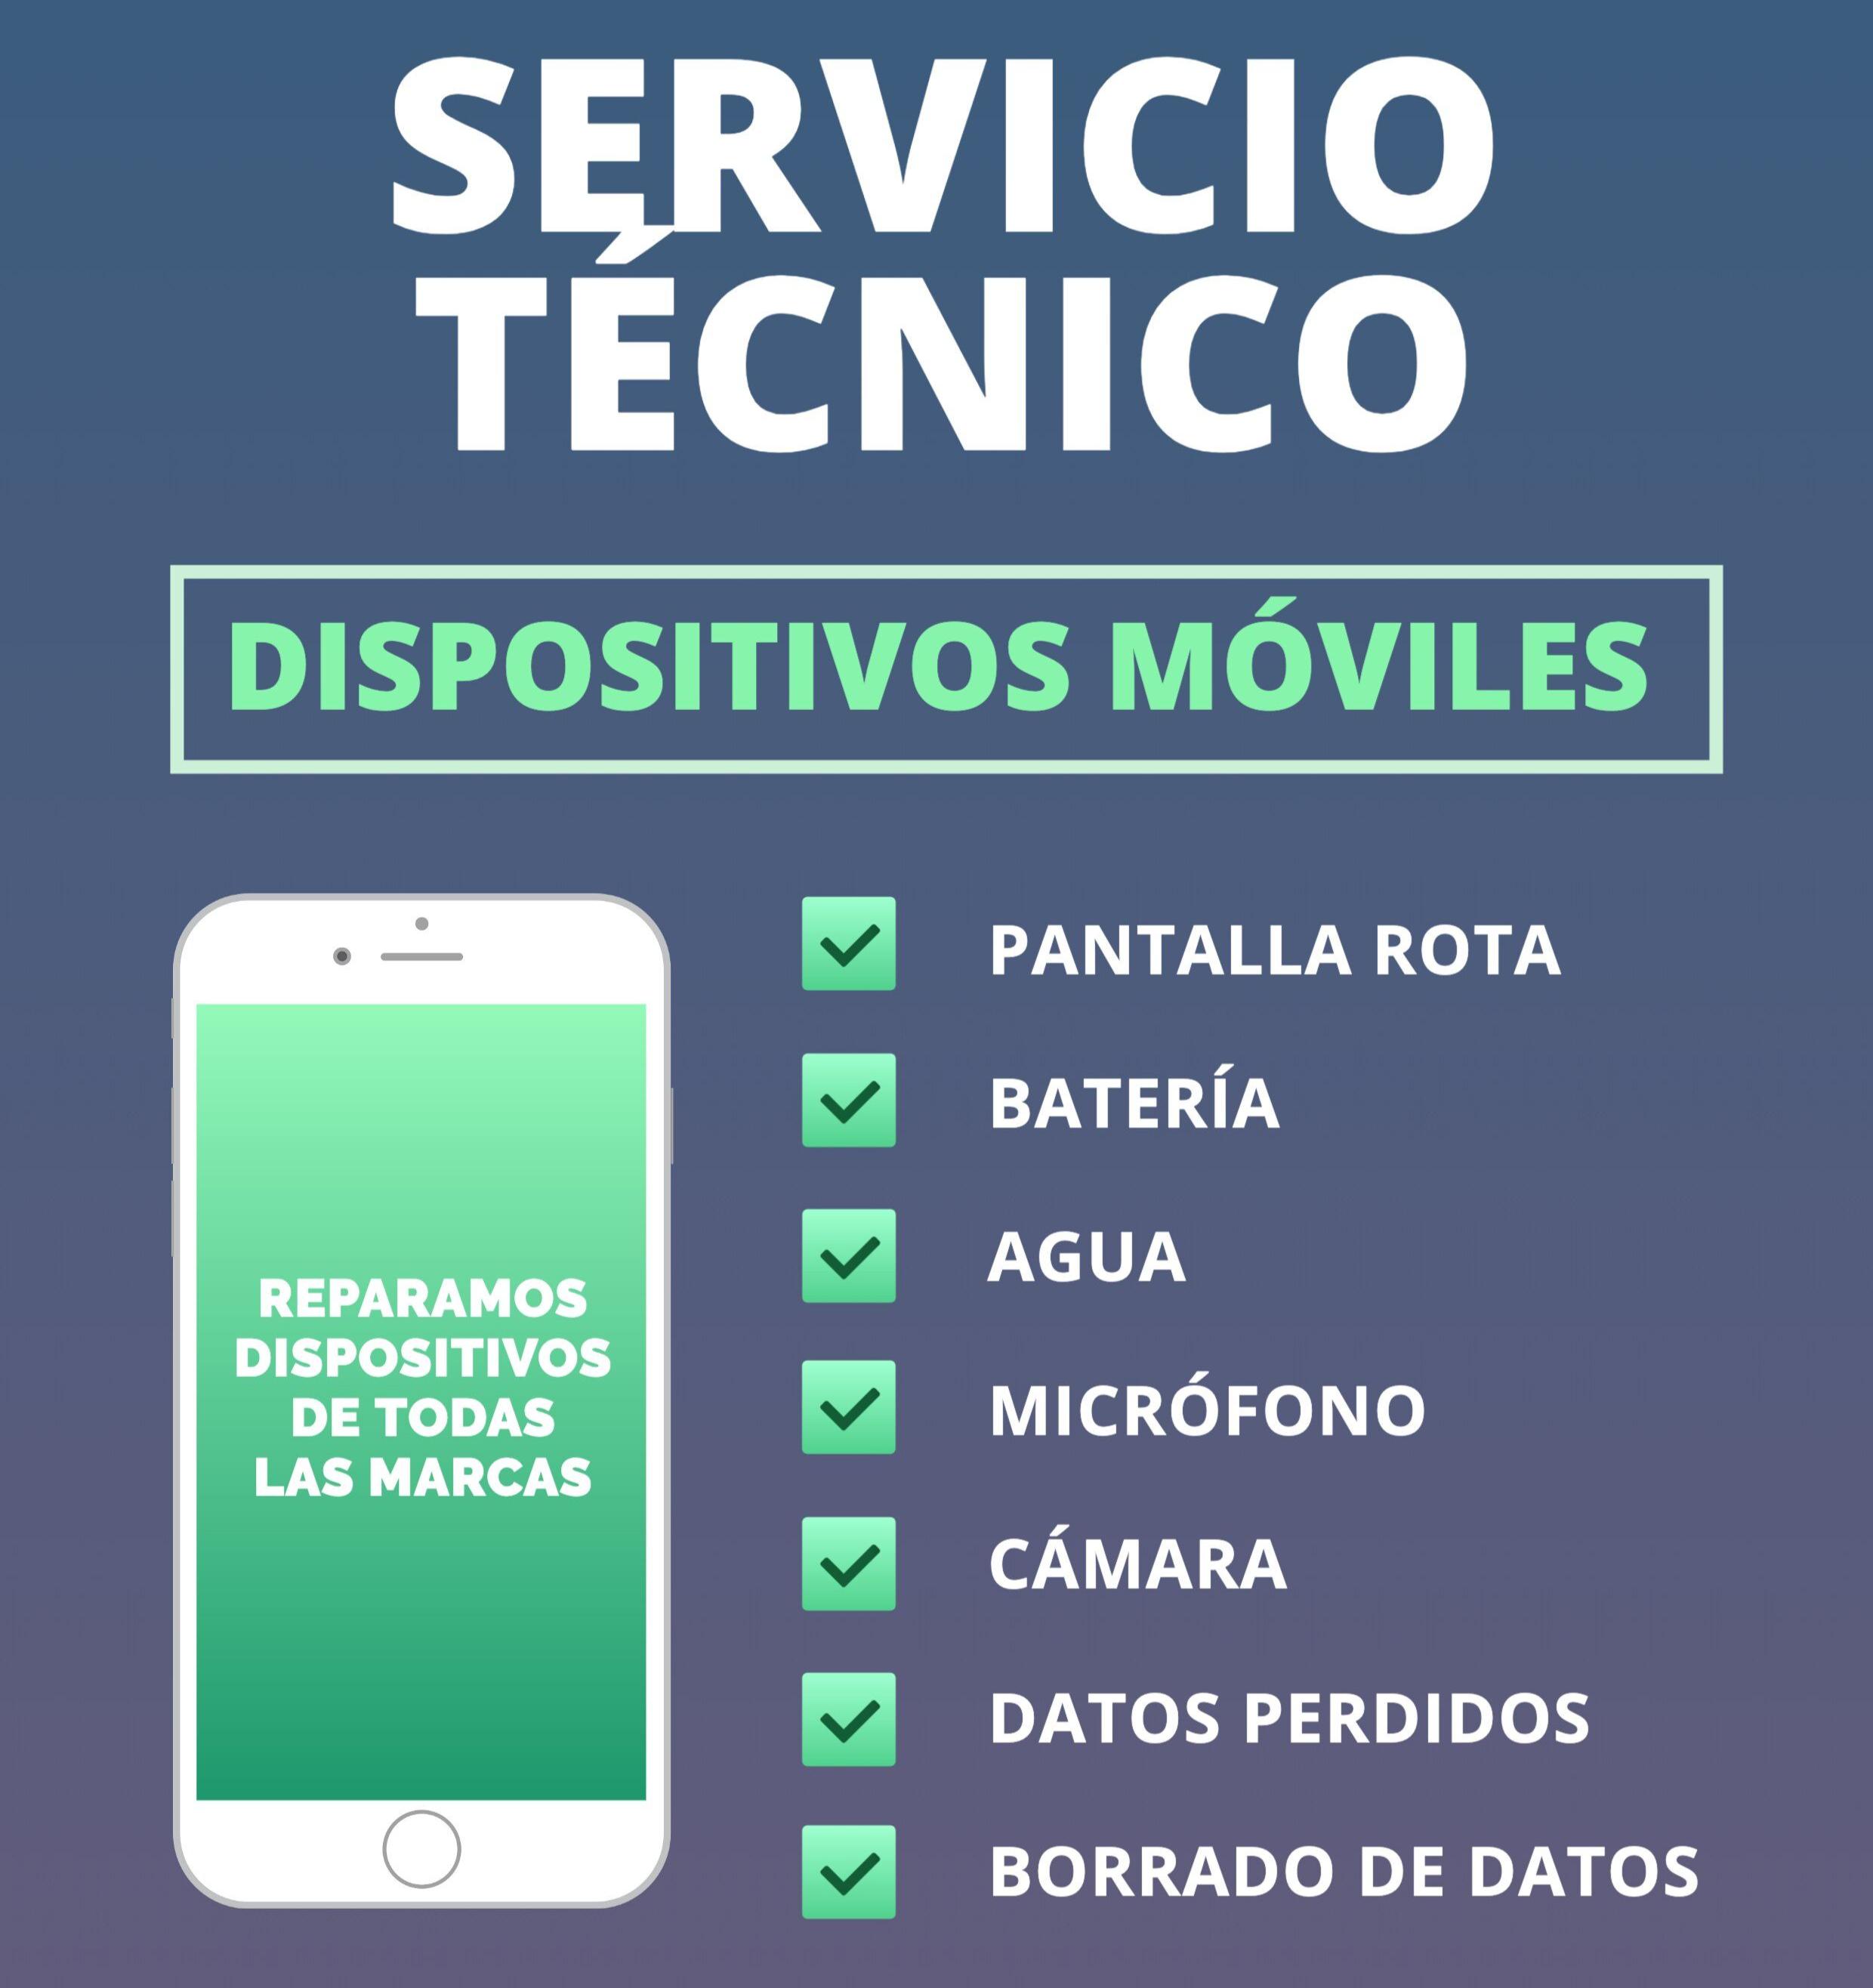 SERVICIO
TÉCNICO
DISPOSITIVOS MÓVILES
REPARAMOS
DISPOSITIVOS
DE TODAS
LAS MARCAS
PANTALLA ROTA
BATERÍA
AGUA
MICRÓFONO
CÁMARA
DATOS PERDIDOS
BORRADO DE DATOS